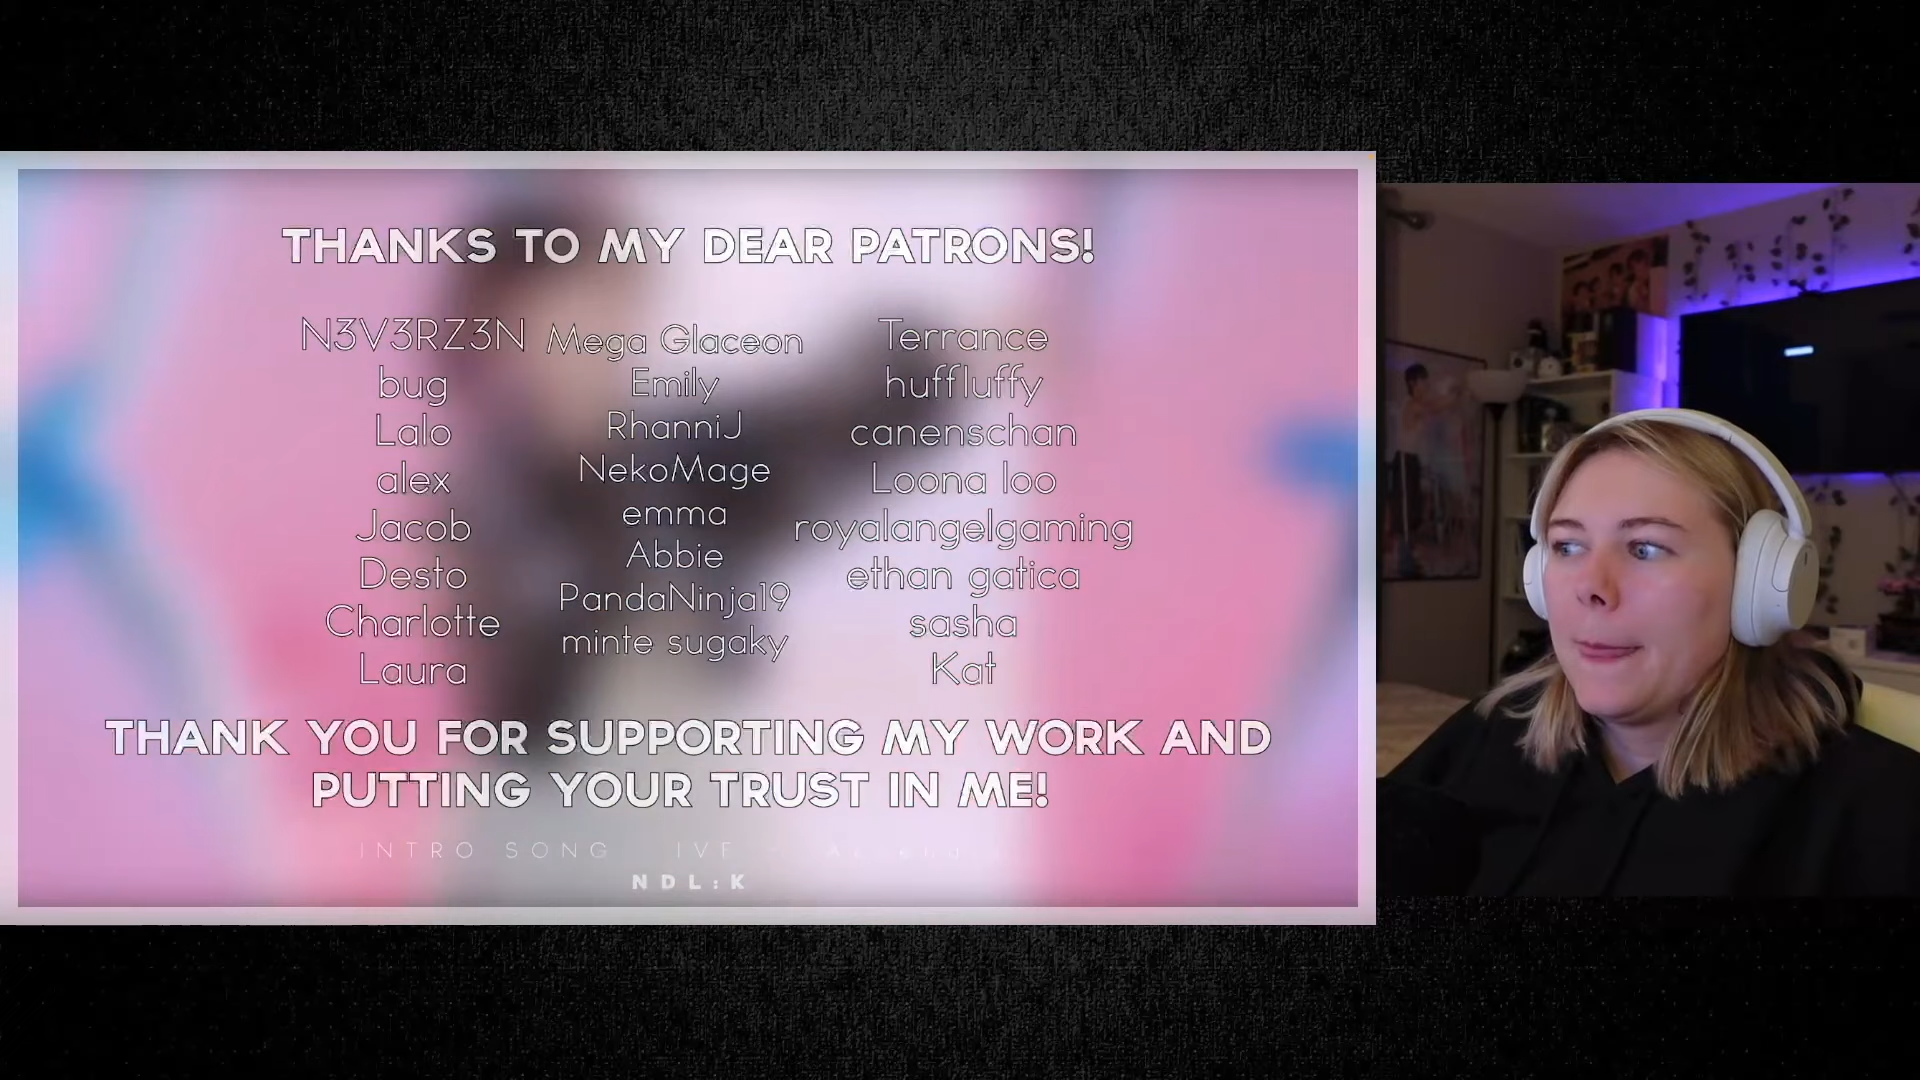 THANKS TO MY DEAR PATRONS!
N3V3RZ3N
bug
Lalo
alex
Jacob
Desto
Charlotte
Laura
Mega Glaceon
Emily
RhanniJ
NekoMage
emma
Abbie
PandaNinja19
minte sugaky
Terrance
huffluffy
canenschan
Loona loo
royalangelgaming
ethan gatica
sasha
Kat
THANK YOU FOR SUPPORTING MY WORK AND
PUTTING YOUR TRUST IN ME!
INTRO SONG IVE
NDL:K